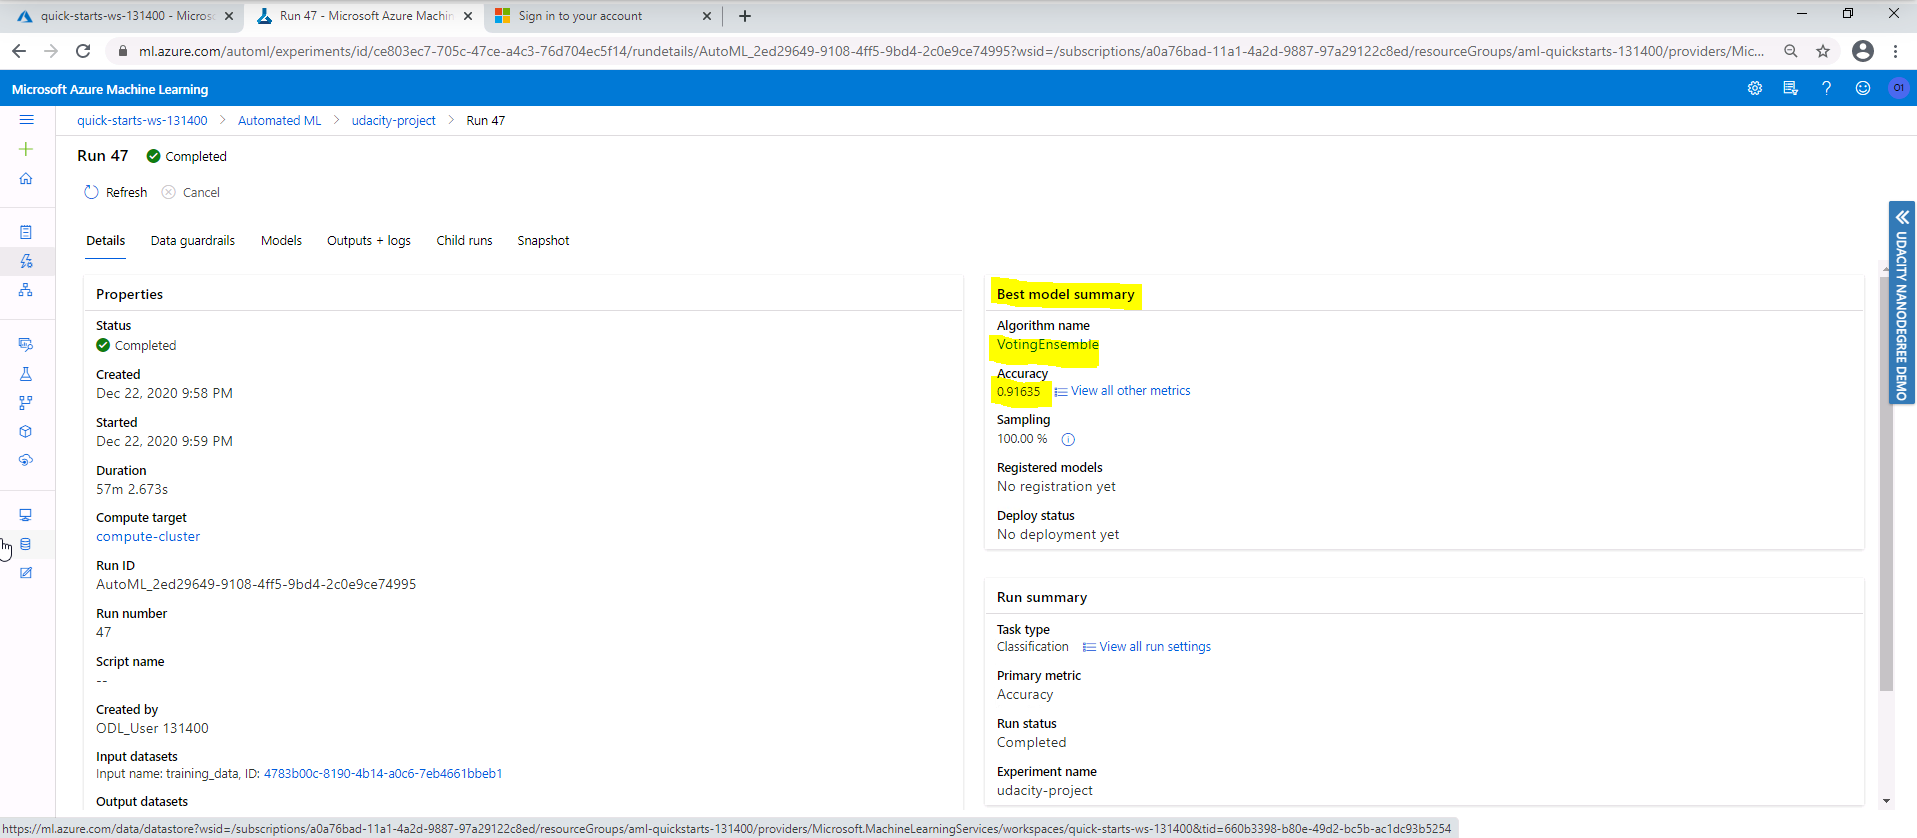 quick-starts-ws-131400 - Micros
Run 47 - Microsoft Azure Machin
Sign in to your account
ml.azure.com/automl/experiments/id/ce803ec7-705c-47ce-a4c3-76d704ec5f14/rundetails/AutoML_2ed29649-9108-4ff5-9bd4-2c0e9ce74995?wsid=/subscriptions/a0a76bad-11a1-4a2d-9887-97a29122c8ed/resourceGroups/aml-quickstarts-131400/providers/Mic...
Microsoft Azure Machine Learning
O1
quick-starts-ws-131400 > Automated ML > udacity-project > Run 47
Run 47 Completed
Refresh Cancel
Details Data guardrails Models Outputs + logs Child runs Snapshot
Properties
Status
Completed
Created
Dec 22, 2020 9:58 PM
Started
Dec 22, 2020 9:59 PM
Duration
57m 2.673s
Compute target
compute-cluster
Run ID
AutoML_2ed29649-9108-4ff5-9bd4-2c0e9ce74995
Run number
47
Script name
--
Created by
ODL_User 131400
Input datasets
Input name: training_data, ID: 4783b00c-8190-4b14-a0c6-7eb4661bbeb1
Output datasets
Best model summary
Algorithm name
VotingEnsemble
Accuracy
0.91635 View all other metrics
Sampling
100.00 %
Registered models
No registration yet
Deploy status
No deployment yet
Run summary
Task type
Classification View all run settings
Primary metric
Accuracy
Run status
Completed
Experiment name
udacity-project
UDACITY NANODEGREE DEMO
https://ml.azure.com/data/datastore?wsid=/subscriptions/a0a76bad-11a1-4a2d-9887-97a29122c8ed/resourceGroups/aml-quickstarts-131400/providers/Microsoft.MachineLearningServices/workspaces/quick-starts-ws-131400&tid=660b3398-b80e-49d2-bc5b-ac1dc93b5254